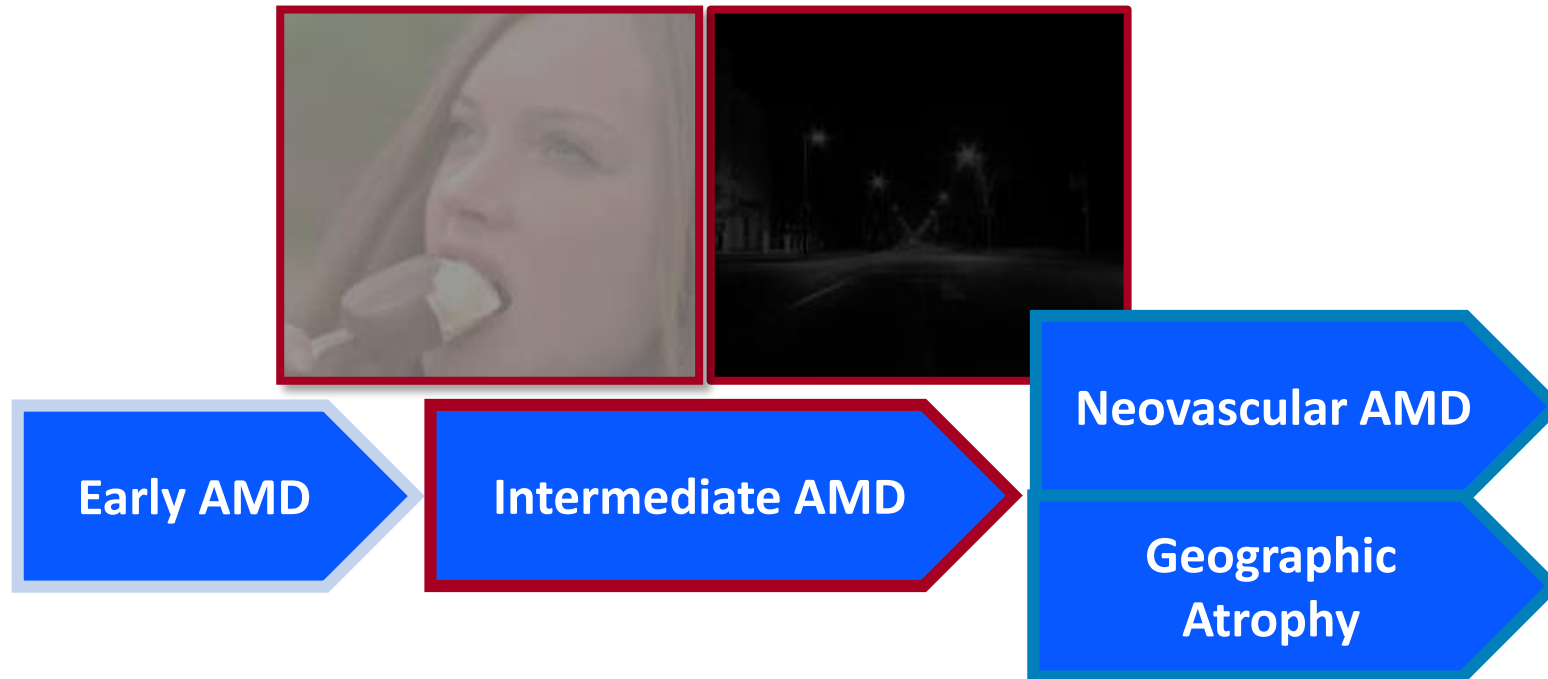 Early AMD
Intermediate AMD
Neovascular AMD
Geographic
Atrophy